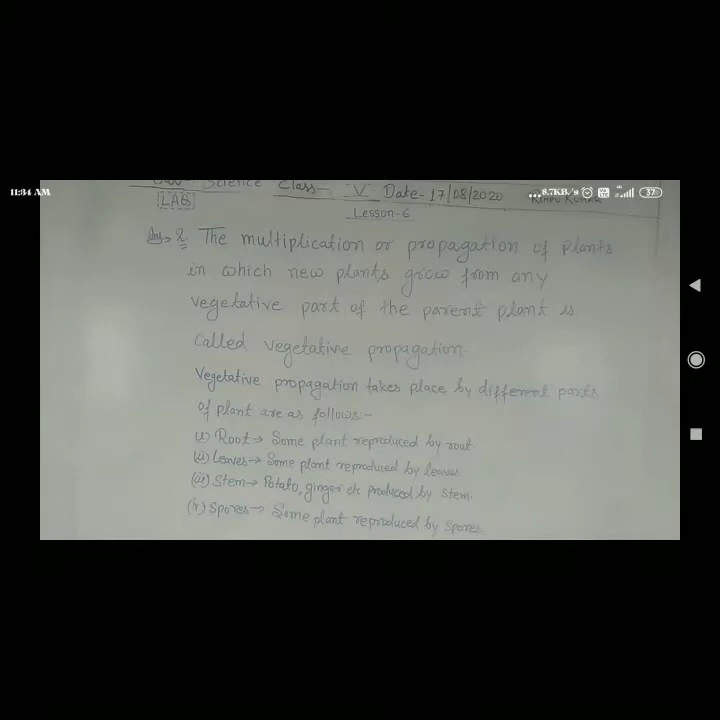 11:34 AM
8.7KB/s
37
Science Class- V Date- 17/08/2020
LAQ
Lesson-6
Ans→ 2 The multiplication or propagation of plants
in which new plants grow from any
vegetative part of the parent plant is
called vegetative propagation.
Vegetative propagation takes place by different parts
of plant are as follows:-
(i) Root→ Some plant reproduced by root.
(ii) Leaves→ Some plant reproduced by leaves
(iii) Stem→ Potato, ginger etc produced by stem.
(iv) Spores→ Some plant reproduced by spores.